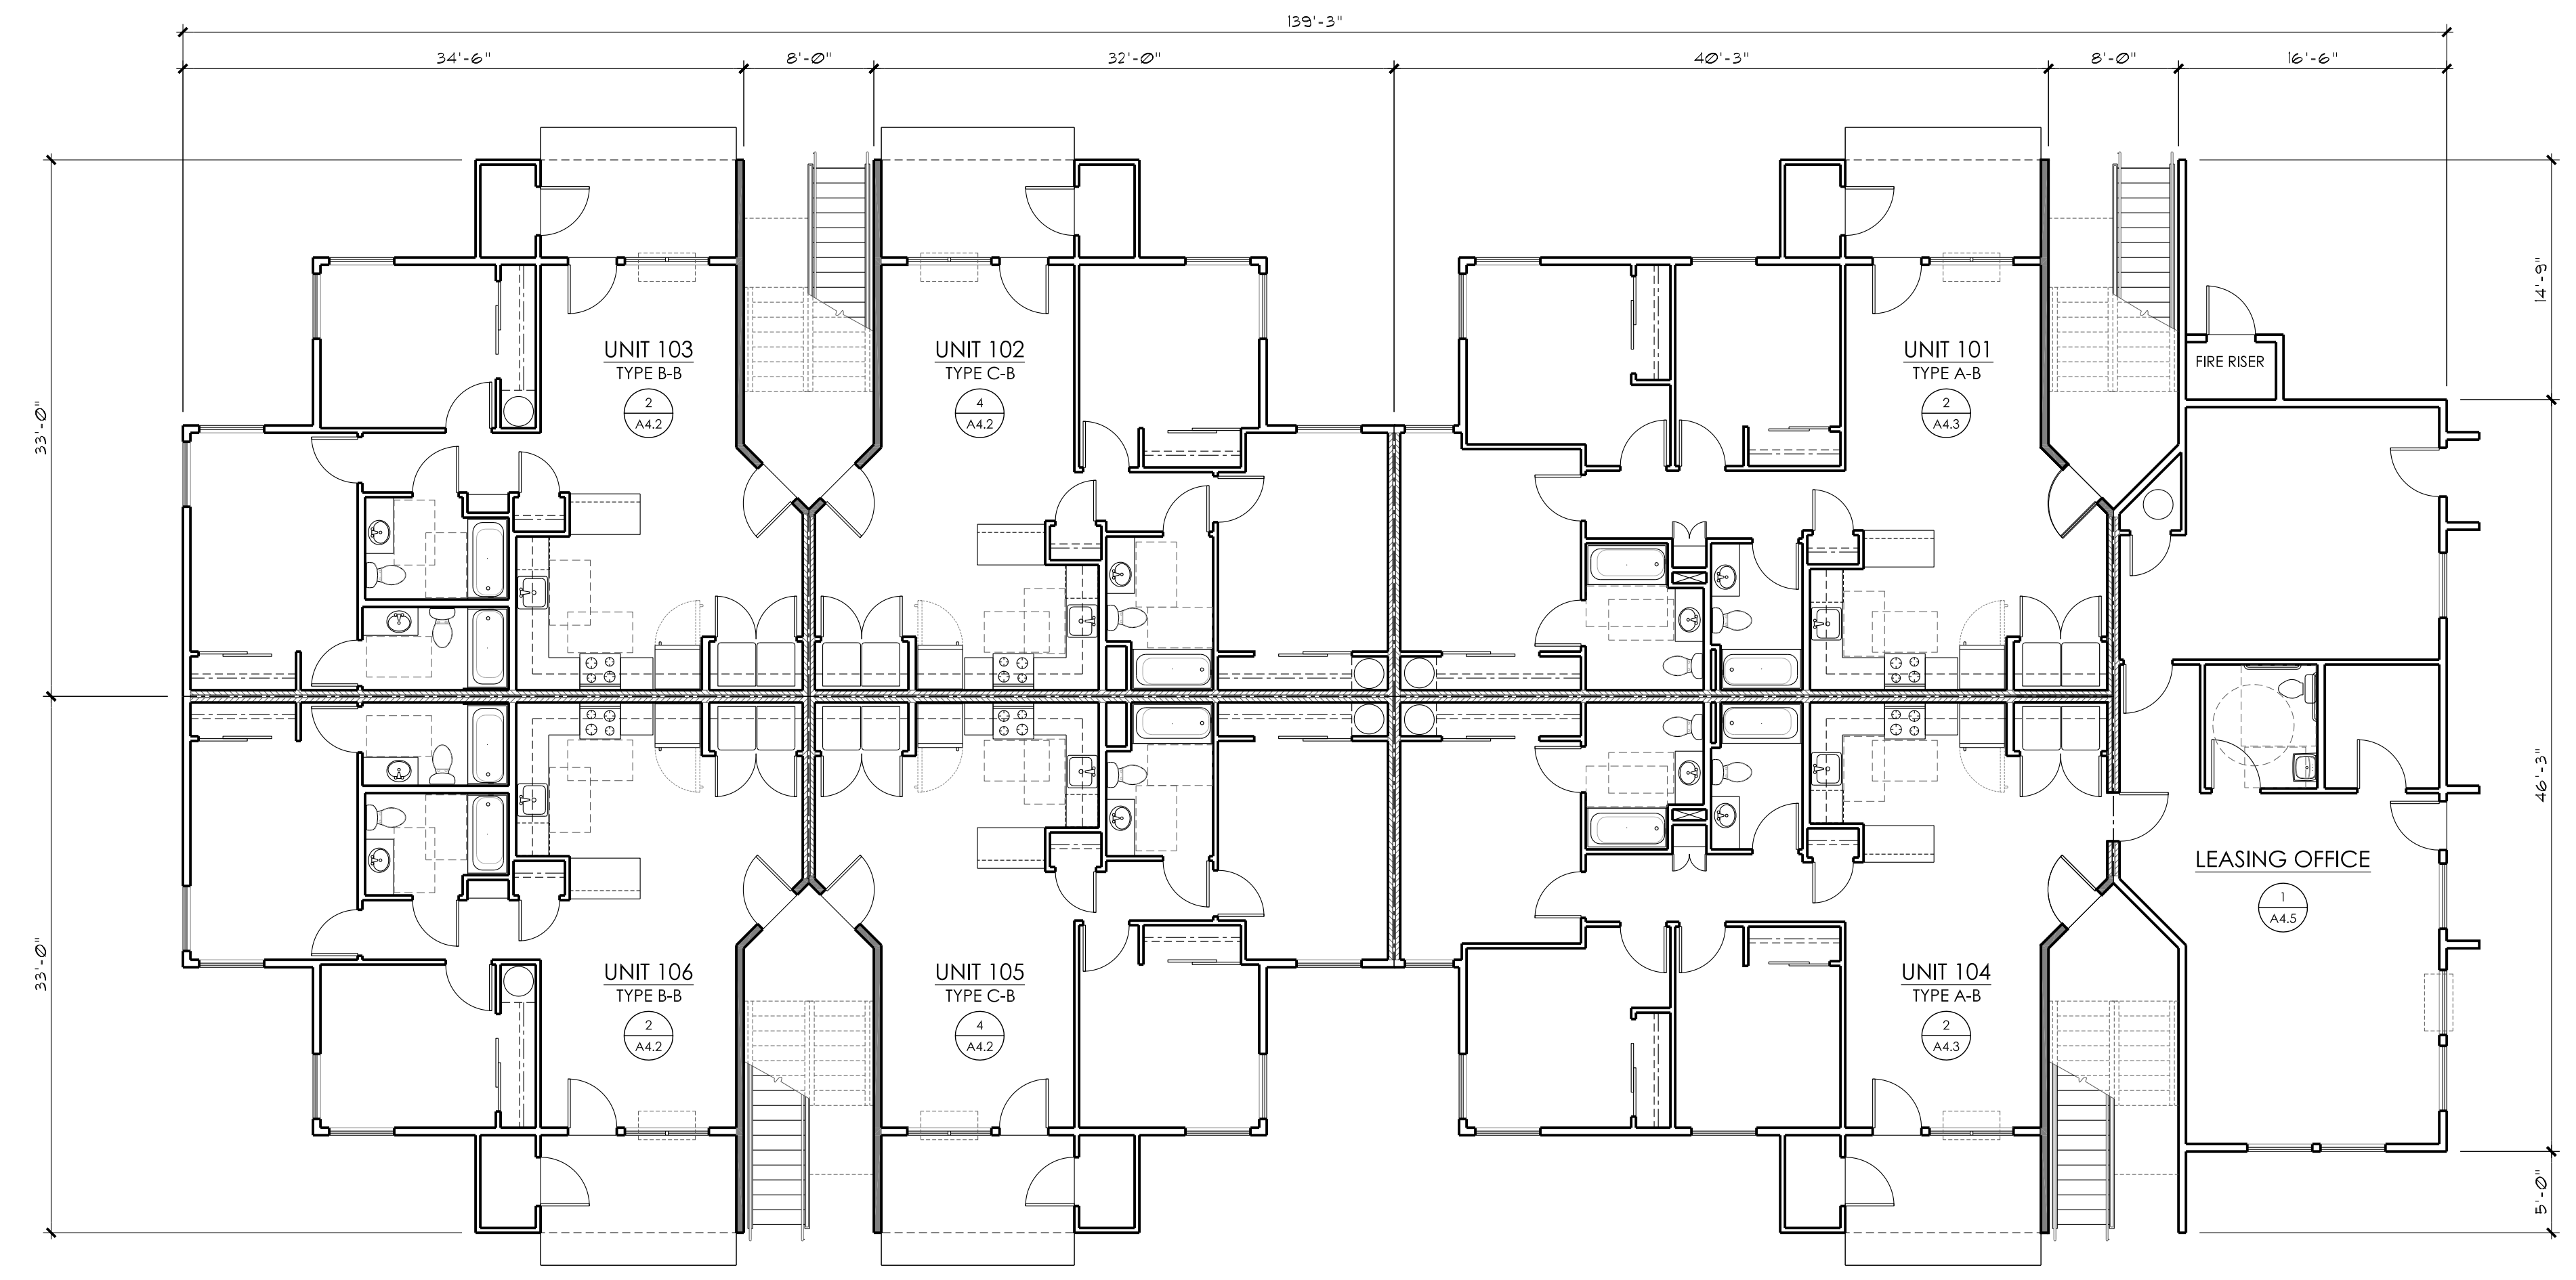 139'-3"
34'-6"
8'-0"
32'-0"
40'-3"
8'-0"
16'-6"
33'-0"
14'-9"
UNIT 103
TYPE B-B
2
A4.2
UNIT 102
TYPE C-B
4
A4.2
UNIT 101
TYPE A-B
2
A4.3
FIRE RISER
46'-3"
LEASING OFFICE
1
A4.5
33'-0"
UNIT 106
TYPE B-B
2
A4.2
UNIT 105
TYPE C-B
4
A4.2
UNIT 104
TYPE A-B
2
A4.3
5'-0"